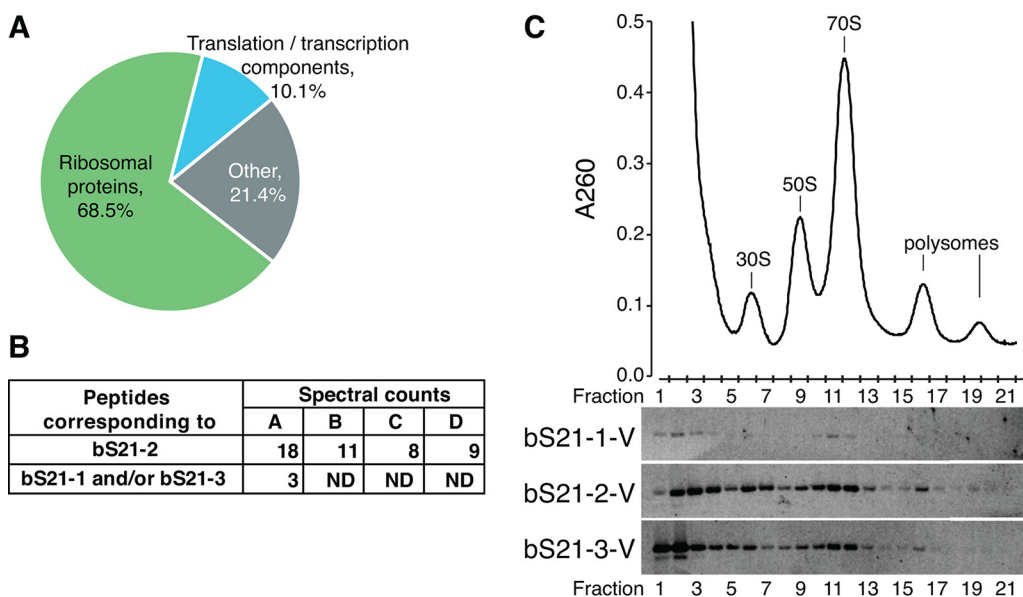 A
Translation / transcription
components,
10.1%
Ribosomal
proteins,
68.5%
Other,
21.4%
B
Peptides
corresponding to
Spectral counts
A B C D
bS21-2 18 11 8 9
bS21-1 and/or bS21-3 3 ND ND ND
C
0.5
0.4
0.3
0.2
0.1
0.0
A260
30S
50S
70S
polysomes
Fraction 1 3 5 7 9 11 13 15 17 19 21
bS21-1-V
bS21-2-V
bS21-3-V
Fraction 1 3 5 7 9 11 13 15 17 19 21